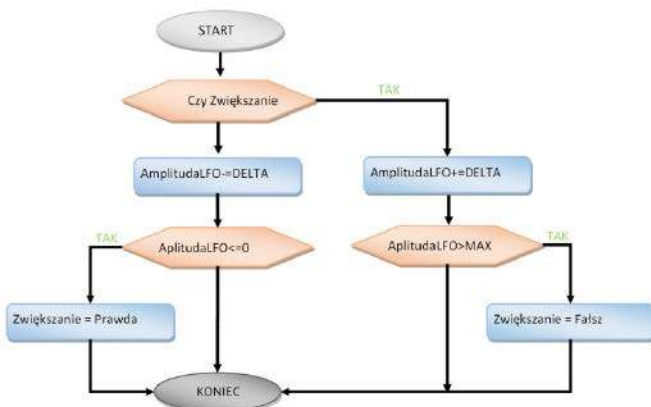 START
Czy Zwiększanie
TAK
AmplitudaLFO-=DELTA
AmplitudaLFO+=DELTA
TAK
AplitudaLFO<=0
AplitudaLFO>MAX
TAK
Zwiększanie = Prawda
Zwiększanie = Fałsz
KONIEC